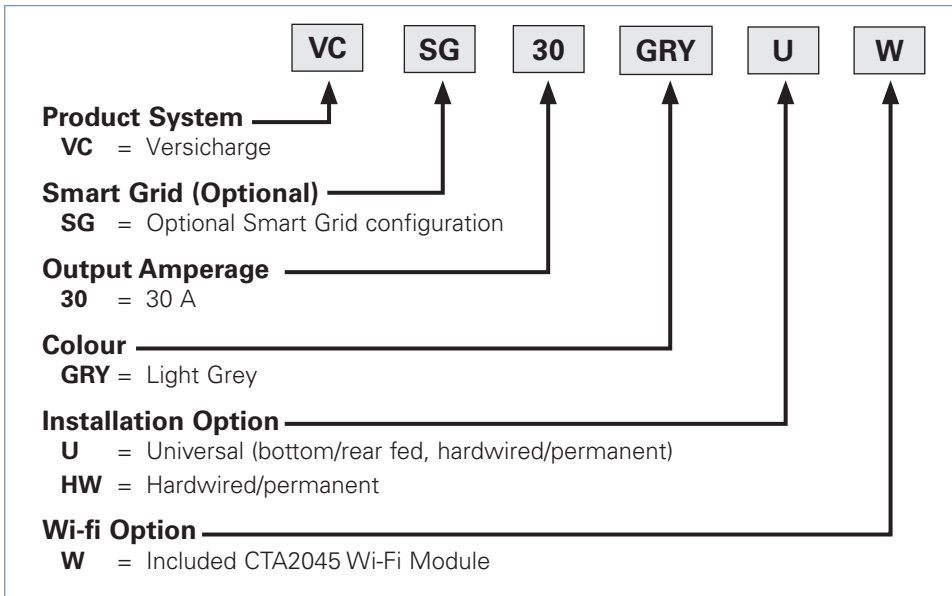 VC SG 30 GRY U W
Product System
VC = Versicharge
Smart Grid (Optional)
SG = Optional Smart Grid configuration
Output Amperage
30 = 30 A
Colour
GRY = Light Grey
Installation Option
U = Universal (bottom/rear fed, hardwired/permanent)
HW = Hardwired/permanent
Wi-fi Option
W = Included CTA2045 Wi-Fi Module